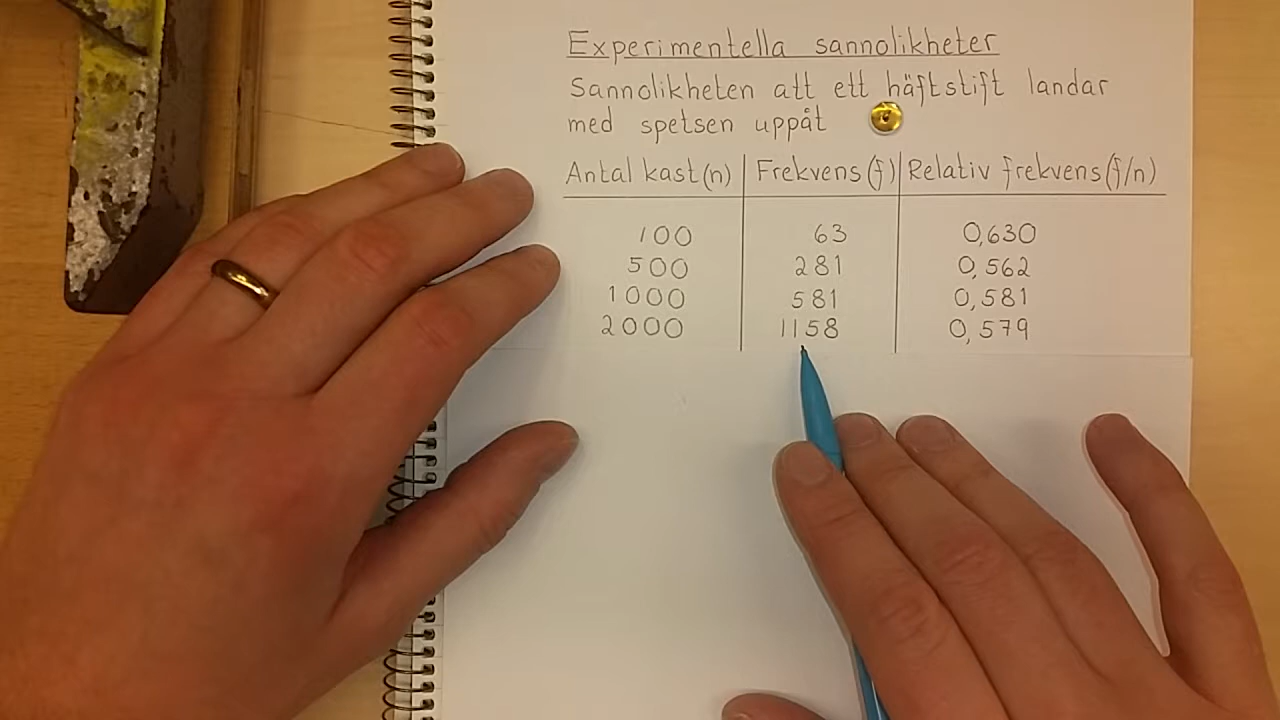 Experimentella sannolikheter
Sannolikheten att ett häftstift landar
med spetsen uppåt
Antal kast (n) Frekvens (f) Relativ frekvens (f/n)
100 63 0,630
500 281 0,562
1000 581 0,581
2000 1158 0,579